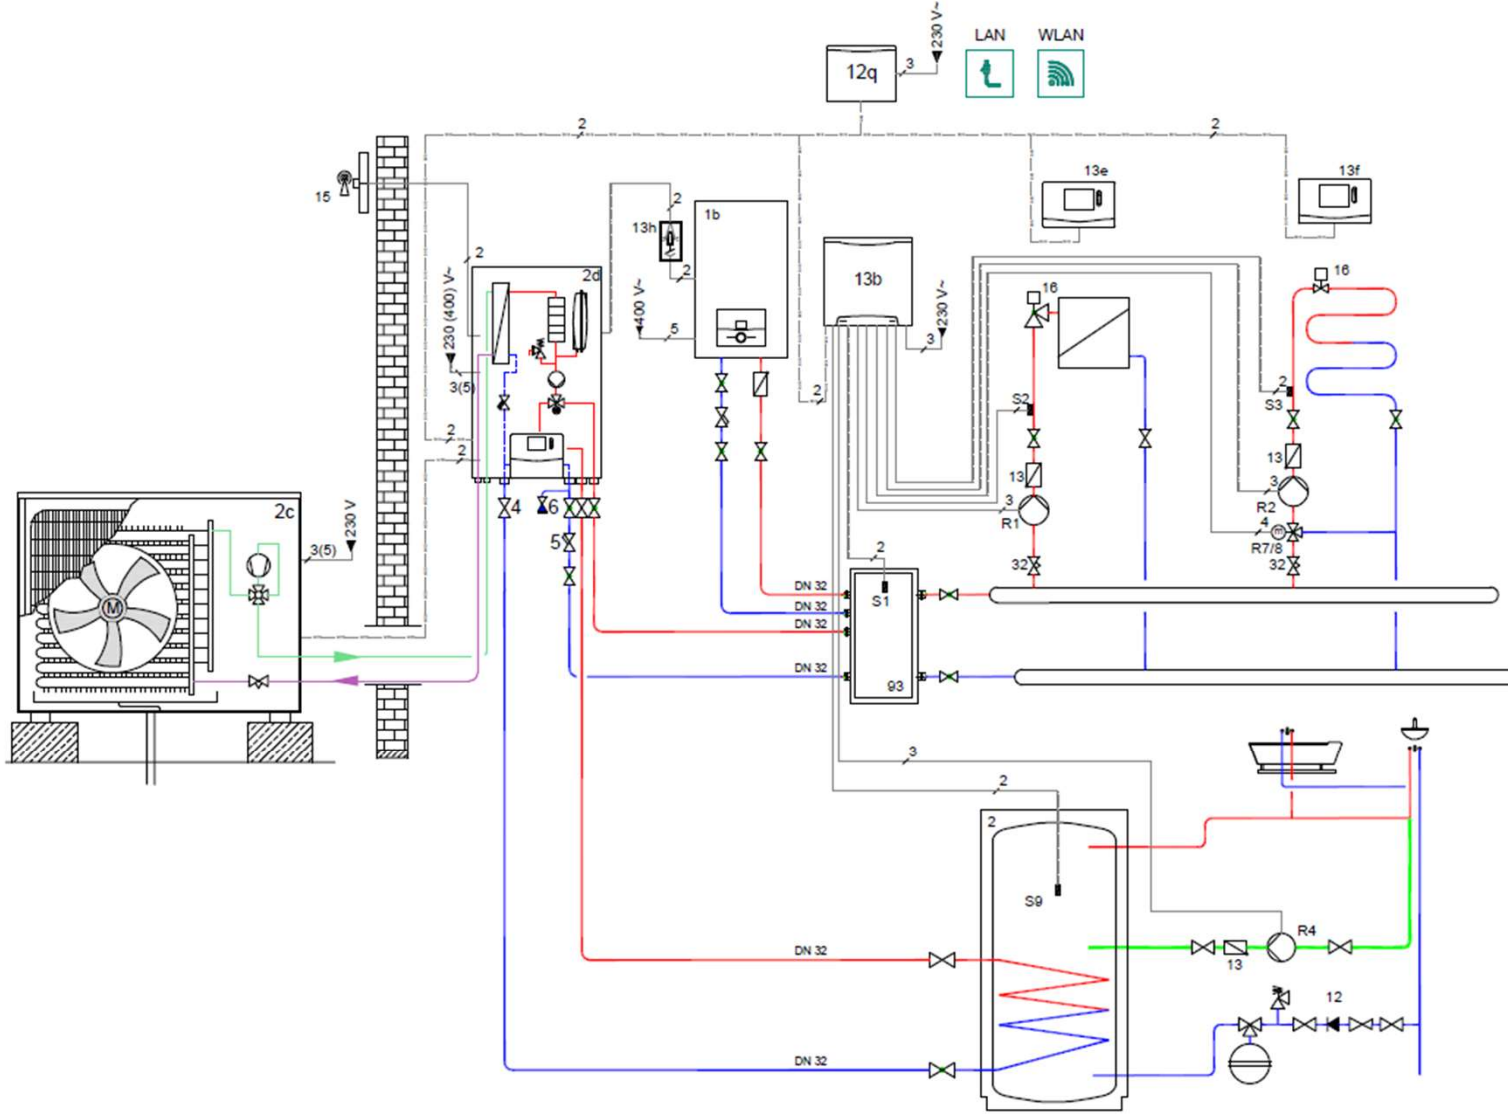 230 V~
LAN
WLAN
12q
3
2
2
13e
13f
15
2
1b
13h
2
2
2d
13b
16
16
230 (400) V~
400 V~
230 V~
5
3
3(5)
2
2
2
S2
2
S3
13
13
3
R1
3
R2
4
R7/8
32
32
2c
230 V
3(5)
4
6
5
2
S1
DN 32
DN 32
DN 32
DN 32
93
M
m
3
2
2
S9
R4
13
12
DN 32
DN 32